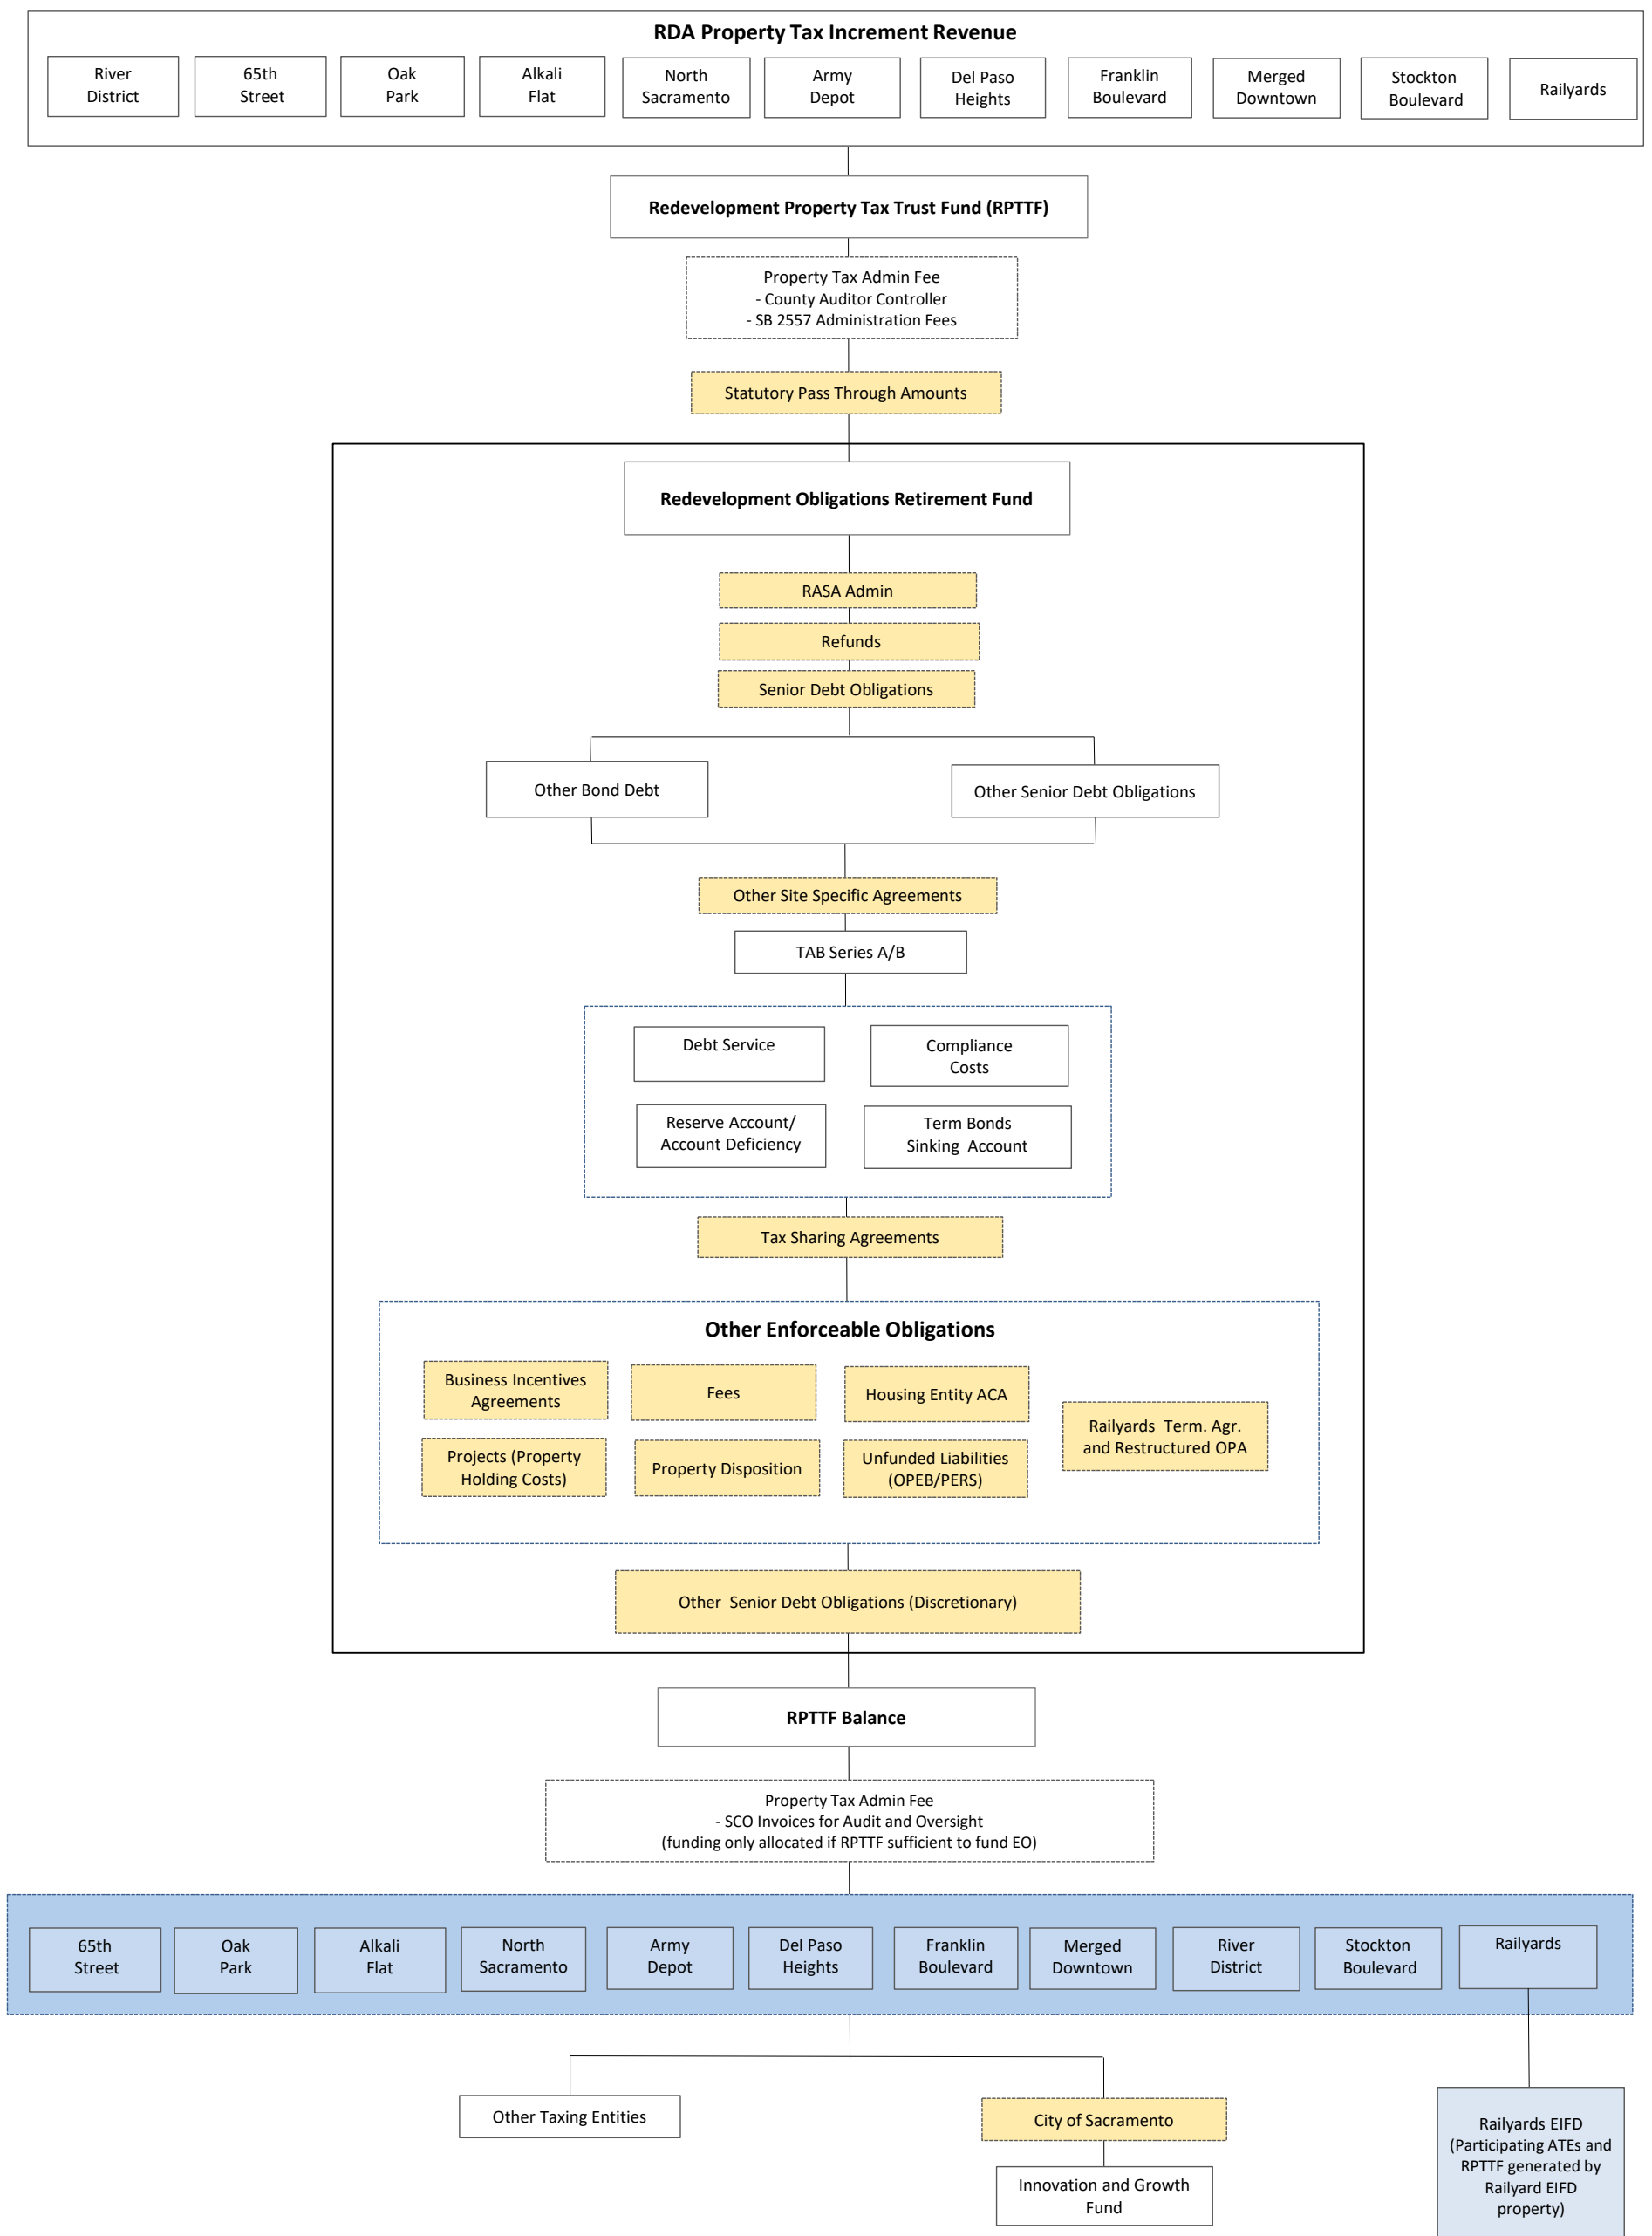 RDA Property Tax Increment Revenue
River
District
65th
Street
Oak
Park
Alkali
Flat
North
Sacramento
Army
Depot
Del Paso
Heights
Franklin
Boulevard
Merged
Downtown
Stockton
Boulevard
Railyards
Redevelopment Property Tax Trust Fund (RPTTF)
Property Tax Admin Fee
- County Auditor Controller
- SB 2557 Administration Fees
Statutory Pass Through Amounts
Redevelopment Obligations Retirement Fund
RASA Admin
Refunds
Senior Debt Obligations
Other Bond Debt
Other Senior Debt Obligations
Other Site Specific Agreements
TAB Series A/B
Debt Service
Compliance
Costs
Reserve Account/
Account Deficiency
Term Bonds
Sinking Account
Tax Sharing Agreements
Other Enforceable Obligations
Business Incentives
Agreements
Fees
Housing Entity ACA
Railyards Term. Agr.
and Restructured OPA
Projects (Property
Holding Costs)
Property Disposition
Unfunded Liabilities
(OPEB/PERS)
Other Senior Debt Obligations (Discretionary)
RPTTF Balance
Property Tax Admin Fee
- SCO Invoices for Audit and Oversight
(funding only allocated if RPTTF sufficient to fund EO)
65th
Street
Oak
Park
Alkali
Flat
North
Sacramento
Army
Depot
Del Paso
Heights
Franklin
Boulevard
Merged
Downtown
River
District
Stockton
Boulevard
Railyards
Other Taxing Entities
City of Sacramento
Innovation and Growth
Fund
Railyards EIFD
(Participating ATEs and
RPTTF generated by
Railyard EIFD
property)